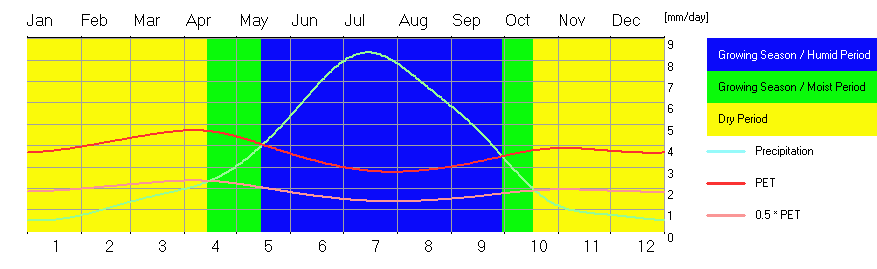 Jan Feb Mar Apr May Jun Jul Aug Sep Oct Nov Dec [mm/day]
9
8
7
6
5
4
3
2
1
0
1 2 3 4 5 6 7 8 9 10 11 12
Growing Season / Humid Period
Growing Season / Moist Period
Dry Period
Precipitation
PET
0.5 * PET